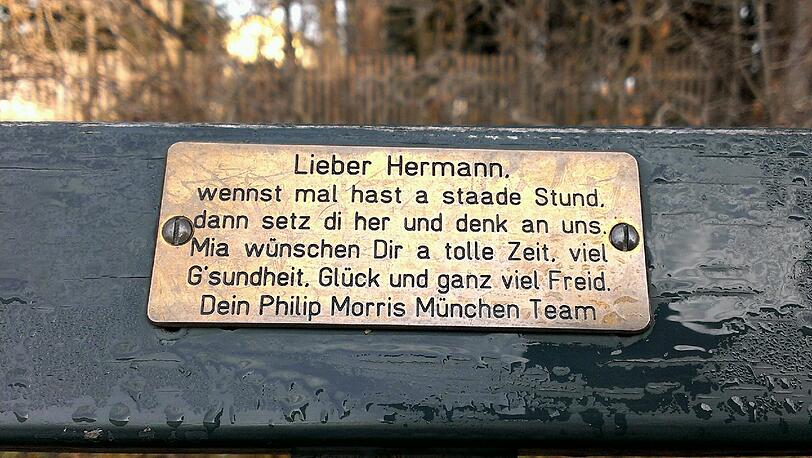 Lieber Hermann,
wennst mal hast a staade Stund,
dann setz di her und denk an uns.
Mia wünschen Dir a tolle Zeit, viel
G'sundheit, Glück und ganz viel Freid.
Dein Philip Morris München Team